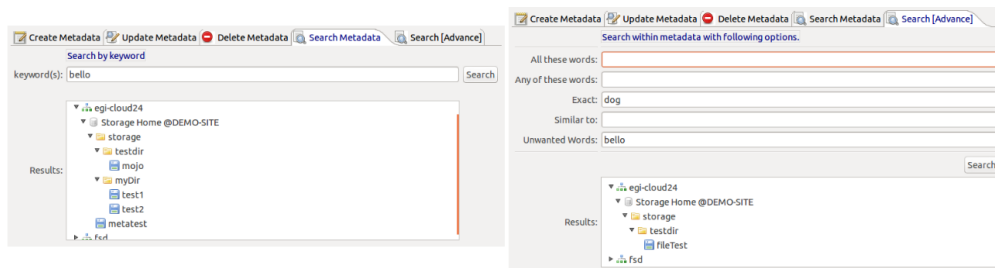 Create Metadata Update Metadata Delete Metadata Search Metadata Search [Advance]
Search by keyword
keyword(s): bello Search
Results:
egi-cloud24
Storage Home @DEMO-SITE
storage
testdir
mojo
myDir
test1
test2
metatest
fsd
Create Metadata Update Metadata Delete Metadata Search Metadata Search [Advance]
Search within metadata with following options.
All these words:
Any of these words:
Exact: dog
Similar to:
Unwanted Words: bello
Search
Results:
egi-cloud24
Storage Home @DEMO-SITE
storage
testdir
fileTest
fsd